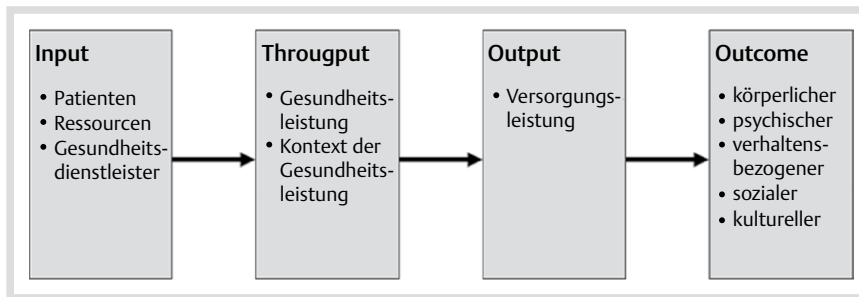 Input
• Patienten
• Ressourcen
• Gesundheits-
dienstleister
Througput
• Gesundheits-
leistung
• Kontext der
Gesundheits-
leistung
Output
• Versorgungs-
leistung
Outcome
• körperlicher
• psychischer
• verhaltens-
bezogener
• sozialer
• kultureller